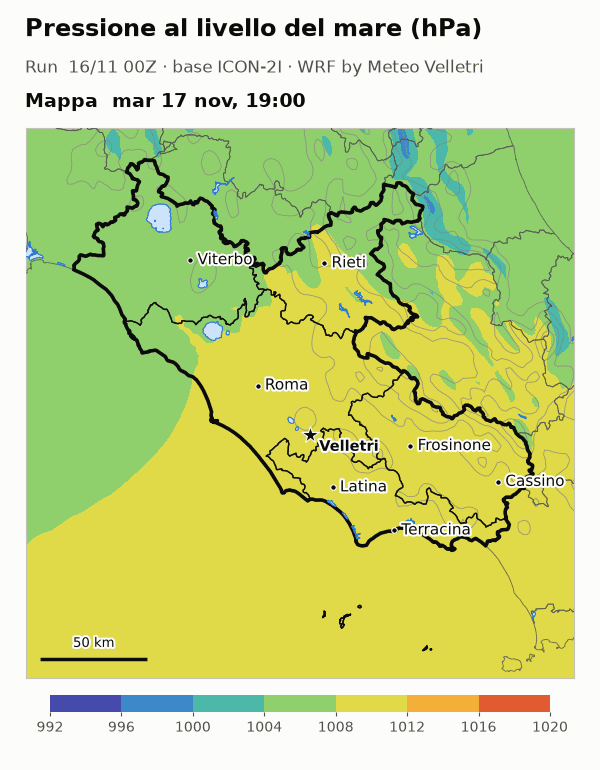 Pressione al livello del mare (hPa)
Run  16/11 00Z · base ICON-2I · WRF by Meteo Velletri
Mappa  mar 17 nov, 19:00
Viterbo
Rieti
Roma
Velletri
Frosinone
Latina
Cassino
Terracina
50 km
992 996 1000 1004 1008 1012 1016 1020